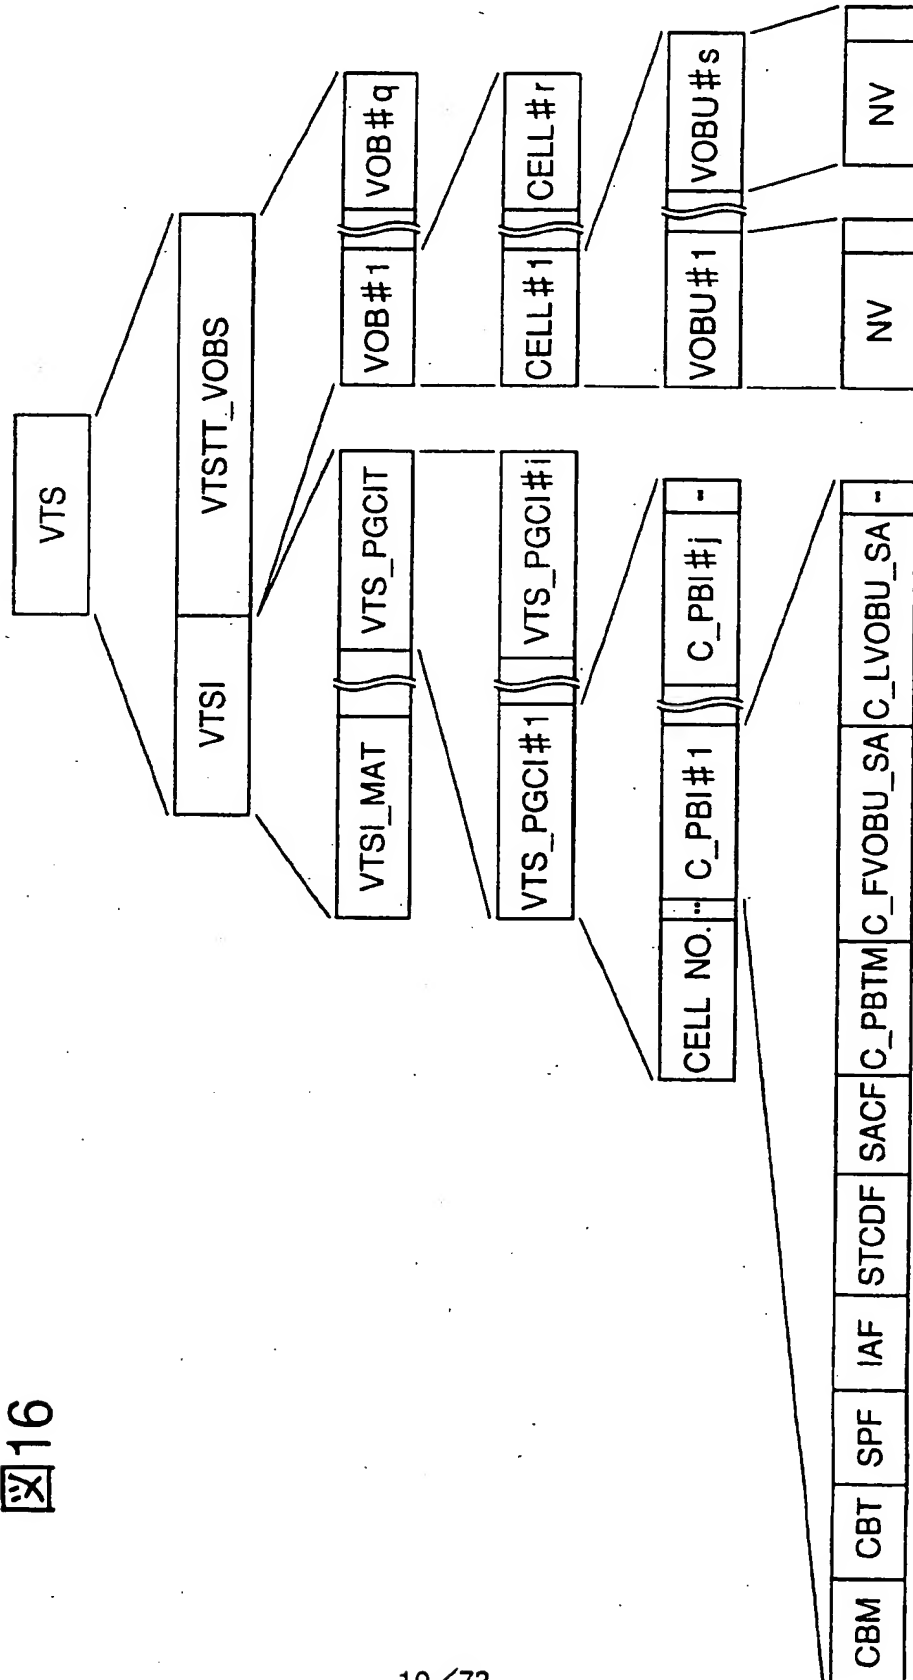 図16
VTS
VTSI VTSTT_VOBS
VTSI_MAT VTS_PGCIT VOB#1 VOB#q
VTS_PGCI#1 VTS_PGCI#i CELL#1 CELL#r
CELL NO. ... C_PBI#1 C_PBI#j - VOBU#1 VOBU#s
CBM CBT SPF IAF STCDF SACF C_PBTM C_FVOBU_SA C_LVOBU_SA - NV NV